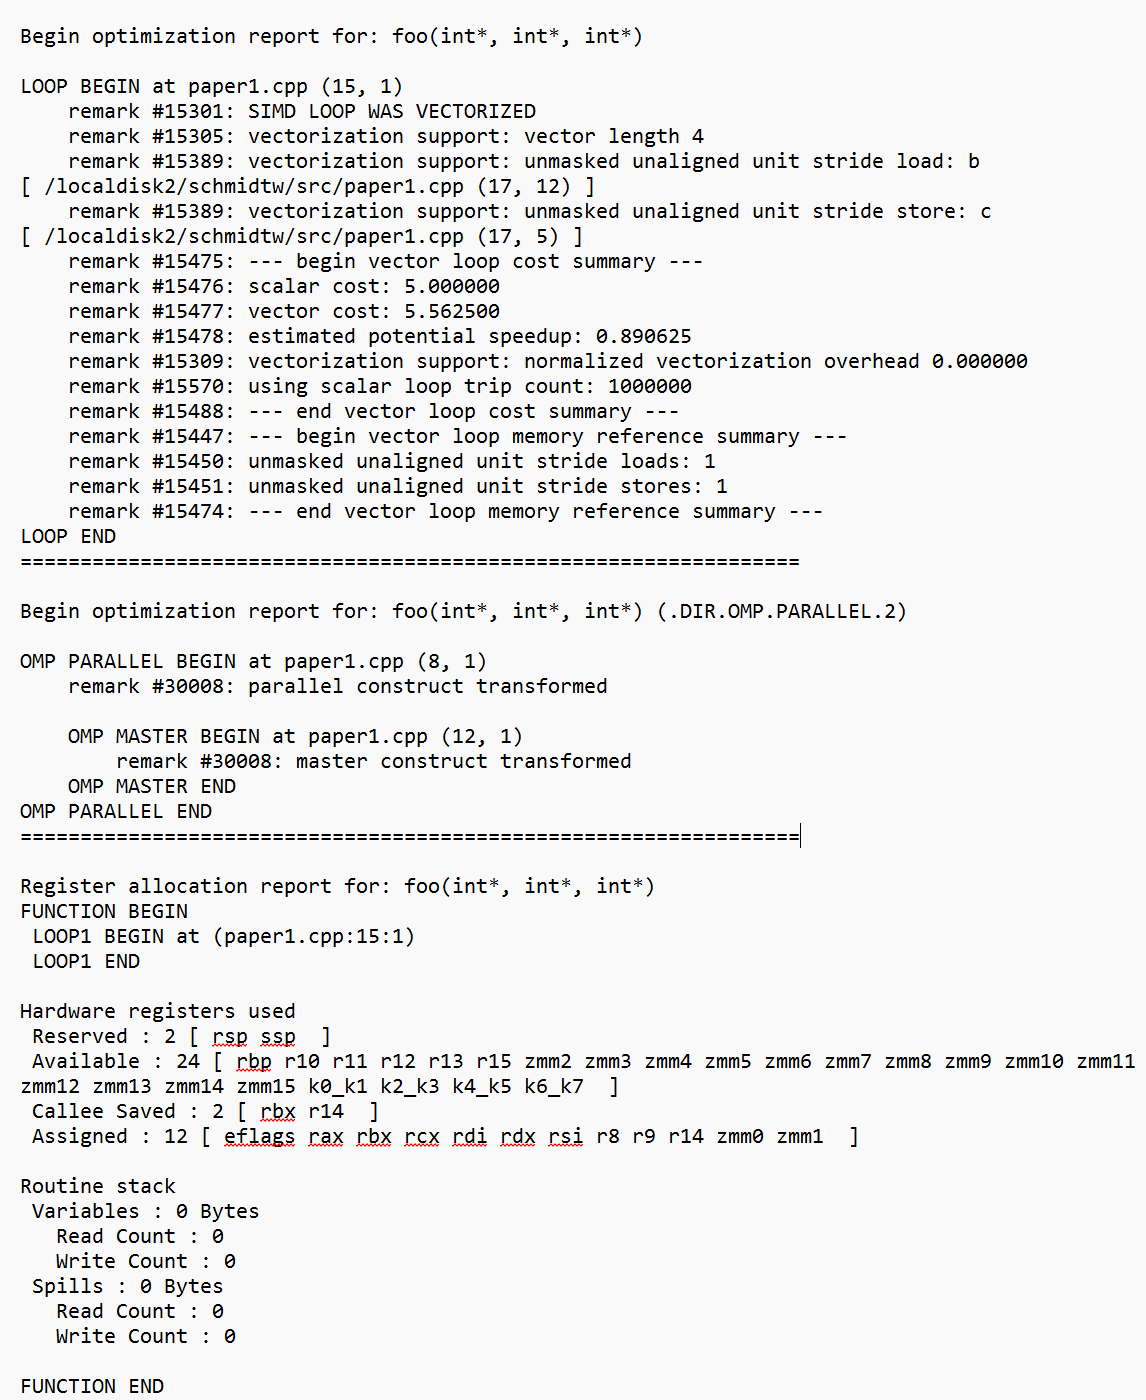 Begin optimization report for: foo(int*, int*, int*)
LOOP BEGIN at paper1.cpp (15, 1)
remark #15301: SIMD LOOP WAS VECTORIZED
remark #15305: vectorization support: vector length 4
remark #15389: vectorization support: unmasked unaligned unit stride load: b
[ /localdisk2/schmidtw/src/paper1.cpp (17, 12) ]
remark #15389: vectorization support: unmasked unaligned unit stride store: c
[ /localdisk2/schmidtw/src/paper1.cpp (17, 5) ]
remark #15475: --- begin vector loop cost summary ---
remark #15476: scalar cost: 5.000000
remark #15477: vector cost: 5.562500
remark #15478: estimated potential speedup: 0.890625
remark #15309: vectorization support: normalized vectorization overhead 0.000000
remark #15570: using scalar loop trip count: 1000000
remark #15488: --- end vector loop cost summary ---
remark #15447: --- begin vector loop memory reference summary ---
remark #15450: unmasked unaligned unit stride loads: 1
remark #15451: unmasked unaligned unit stride stores: 1
remark #15474: --- end vector loop memory reference summary ---
LOOP END
=================================================================
Begin optimization report for: foo(int*, int*, int*) (.DIR.OMP.PARALLEL.2)
OMP PARALLEL BEGIN at paper1.cpp (8, 1)
remark #30008: parallel construct transformed
OMP MASTER BEGIN at paper1.cpp (12, 1)
remark #30008: master construct transformed
OMP MASTER END
OMP PARALLEL END
=================================================================
Register allocation report for: foo(int*, int*, int*)
FUNCTION BEGIN
LOOP1 BEGIN at (paper1.cpp:15:1)
LOOP1 END
Hardware registers used
Reserved : 2 [ rsp ssp  ]
Available : 24 [ rbp r10 r11 r12 r13 r15 zmm2 zmm3 zmm4 zmm5 zmm6 zmm7 zmm8 zmm9 zmm10 zmm11
zmm12 zmm13 zmm14 zmm15 k0_k1 k2_k3 k4_k5 k6_k7  ]
Callee Saved : 2 [ rbx r14  ]
Assigned : 12 [ eflags rax rbx rcx rdi rdx rsi r8 r9 r14 zmm0 zmm1  ]
Routine stack
Variables : 0 Bytes
Read Count : 0
Write Count : 0
Spills : 0 Bytes
Read Count : 0
Write Count : 0
FUNCTION END